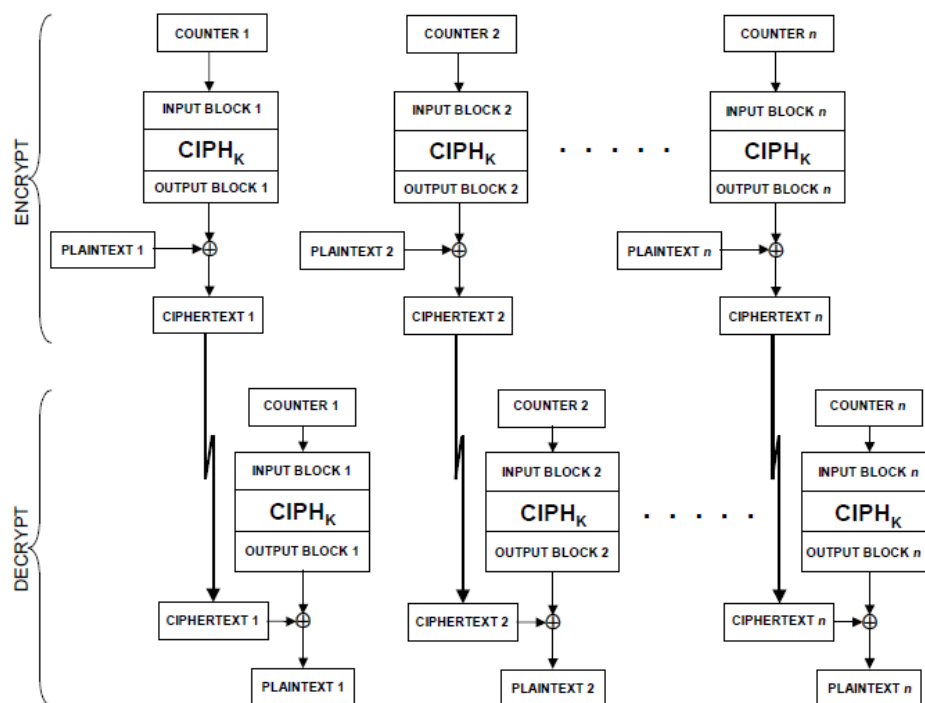 ENCRYPT
COUNTER 1 COUNTER 2 COUNTER n
INPUT BLOCK 1 INPUT BLOCK 2 INPUT BLOCK n
CIPHK CIPHK CIPHK
. . . . .
OUTPUT BLOCK 1 OUTPUT BLOCK 2 OUTPUT BLOCK n
PLAINTEXT 1 PLAINTEXT 2 PLAINTEXT n
CIPHERTEXT 1 CIPHERTEXT 2 CIPHERTEXT n
DECRYPT
COUNTER 1 COUNTER 2 COUNTER n
INPUT BLOCK 1 INPUT BLOCK 2 INPUT BLOCK n
CIPHK CIPHK CIPHK
. . . . .
OUTPUT BLOCK 1 OUTPUT BLOCK 2 OUTPUT BLOCK n
CIPHERTEXT 1 CIPHERTEXT 2 CIPHERTEXT n
PLAINTEXT 1 PLAINTEXT 2 PLAINTEXT n